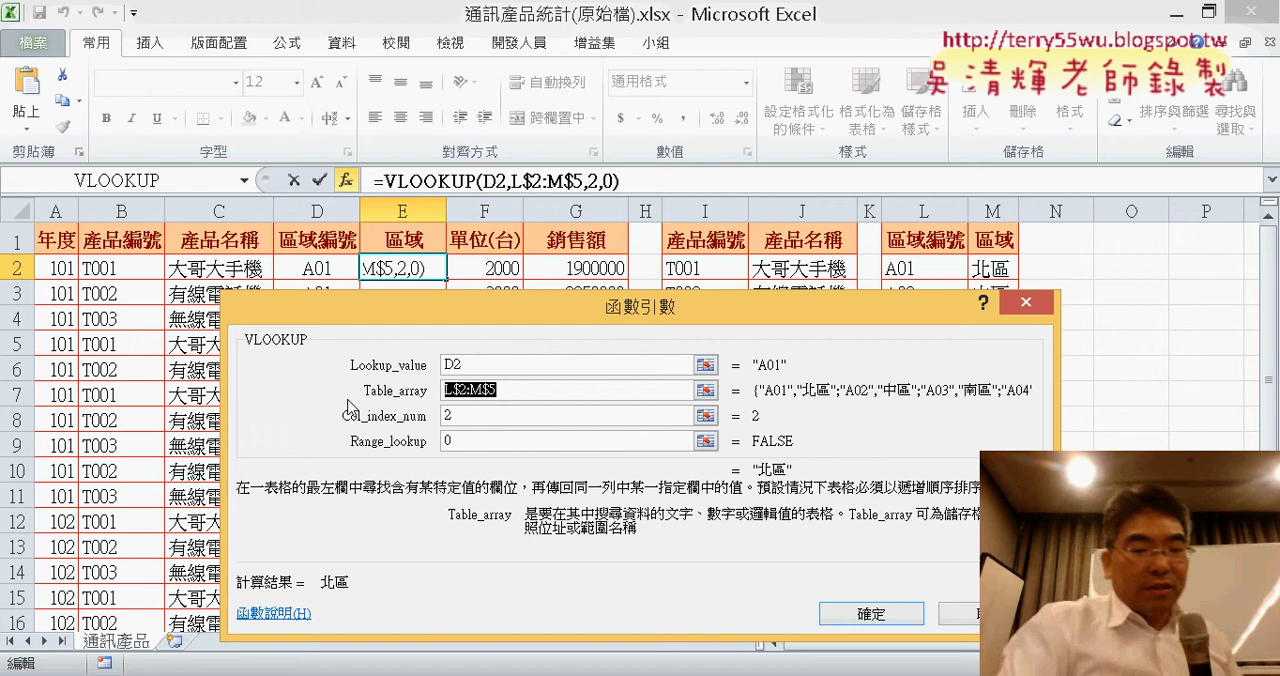 通訊產品統計(原始檔).xlsx - Microsoft Excel
檔案 常用 插入 版面配置 公式 資料 校閱 檢視 開發人員 增益集 小組
http://terry55wu.blogspot.tw
吳清輝老師錄製
貼上 12 自動換列 通用格式
B I U A 中 跨欄置中 $ % ,
設定格式化的條件 格式化為表格 儲存格樣式 插入 刪除 格式 排序與篩選 尋找與選取
剪貼簿 字型 對齊方式 數值 樣式 儲存格 編輯
VLOOKUP fx =VLOOKUP(D2,L$2:M$5,2,0)
A B C D E F G H I J K L M N O P
1 年度 產品編號 產品名稱 區域編號 區域 單位(台) 銷售額 產品編號 產品名稱 區域編號 區域
2 101 T001 大哥大手機 A01 M$5,2,0) 2000 1900000 T001 大哥大手機 A01 北區
3 101 T002 有線電話機
4 101 T003 無線電
5 101 T001 大哥大
6 101 T002 有線電
7 101 T001 大哥大
8 101 T002 有線電
9 101 T003 無線電
10 101 T002 有線電
11 101 T003 無線電
12 102 T001 大哥大
13 102 T002 有線電
14 102 T003 無線電
15 102 T001 大哥大
16 102 T002 有線電
函數引數 ?
VLOOKUP
Lookup_value D2 = "A01"
Table_array L$2:M$5 = {"A01","北區";"A02","中區";"A03","南區";"A04"
Col_index_num 2 = 2
Range_lookup 0 = FALSE
= "北區"
在一表格的最左欄中尋找含有某特定值的欄位，再傳回同一列中某一指定欄中的值。預設情況下表格必須以遞增順序排序
Table_array 是要在其中搜尋資料的文字、數字或邏輯值的表格。Table_array 可為儲存格
照位址或範圍名稱
計算結果 = 北區
函數說明(H) 確定
通訊產品
編輯